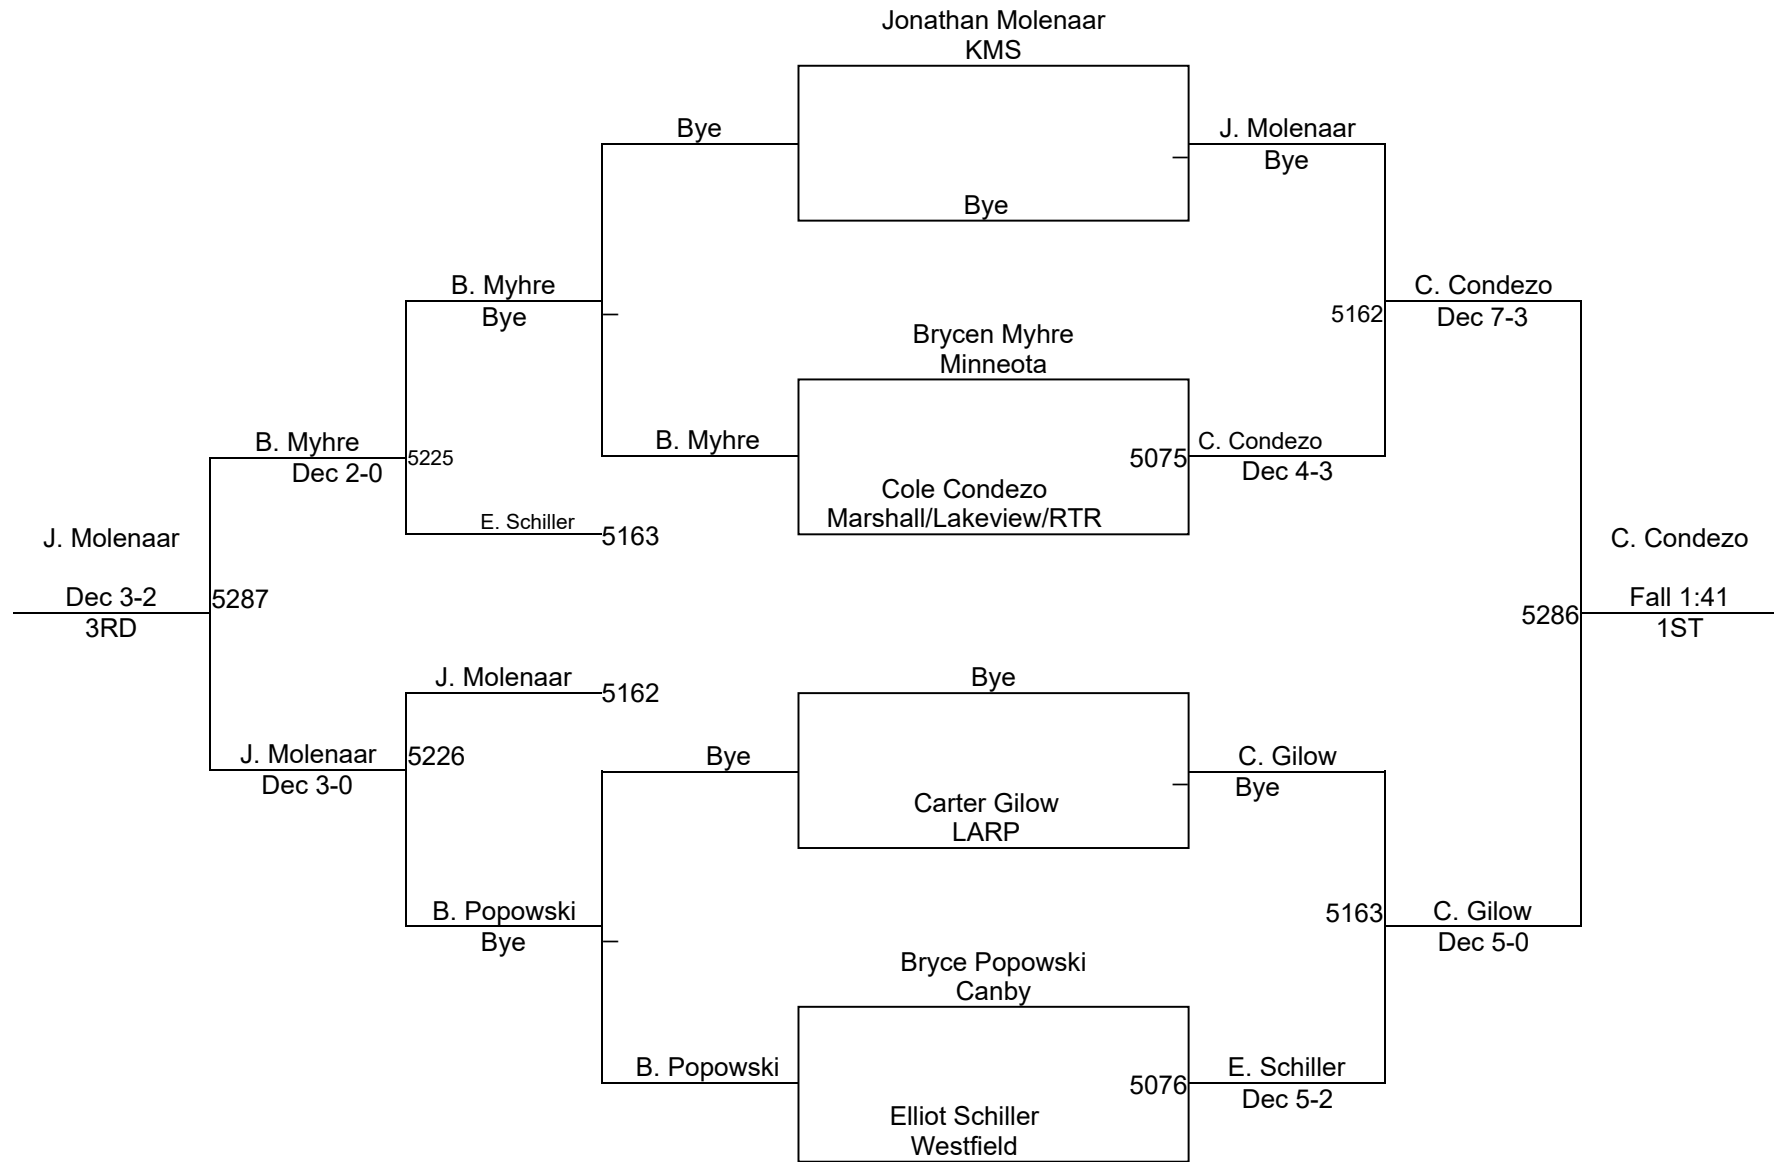 Jonathan Molenaar
KMS
Bye
J. Molenaar
Bye
Bye
B. Myhre
Bye
C. Condezo
5162
Dec 7-3
Brycen Myhre
Minneota
B. Myhre
B. Myhre
5075
C. Condezo
Dec 2-0
5225
Dec 4-3
Cole Condezo
Marshall/Lakeview/RTR
E. Schiller
5163
J. Molenaar
C. Condezo
Dec 3-2
5287
3RD
5286
Fall 1:41
1ST
J. Molenaar
5162
Bye
J. Molenaar
5226
Bye
C. Gilow
Dec 3-0
Bye
Carter Gilow
LARP
B. Popowski
Bye
5163
C. Gilow
Dec 5-0
Bryce Popowski
Canby
B. Popowski
5076
E. Schiller
Dec 5-2
Elliot Schiller
Westfield